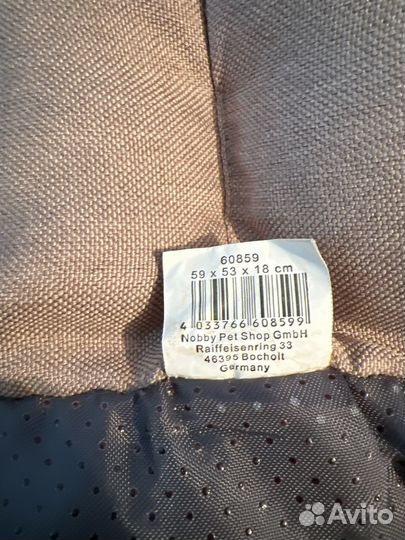 60859
59 x 53 x 18 cm
4 033766 608599
Nobby Pet Shop GmbH
Raiffeisenring 33
46395 Bocholt
Germany
Avito